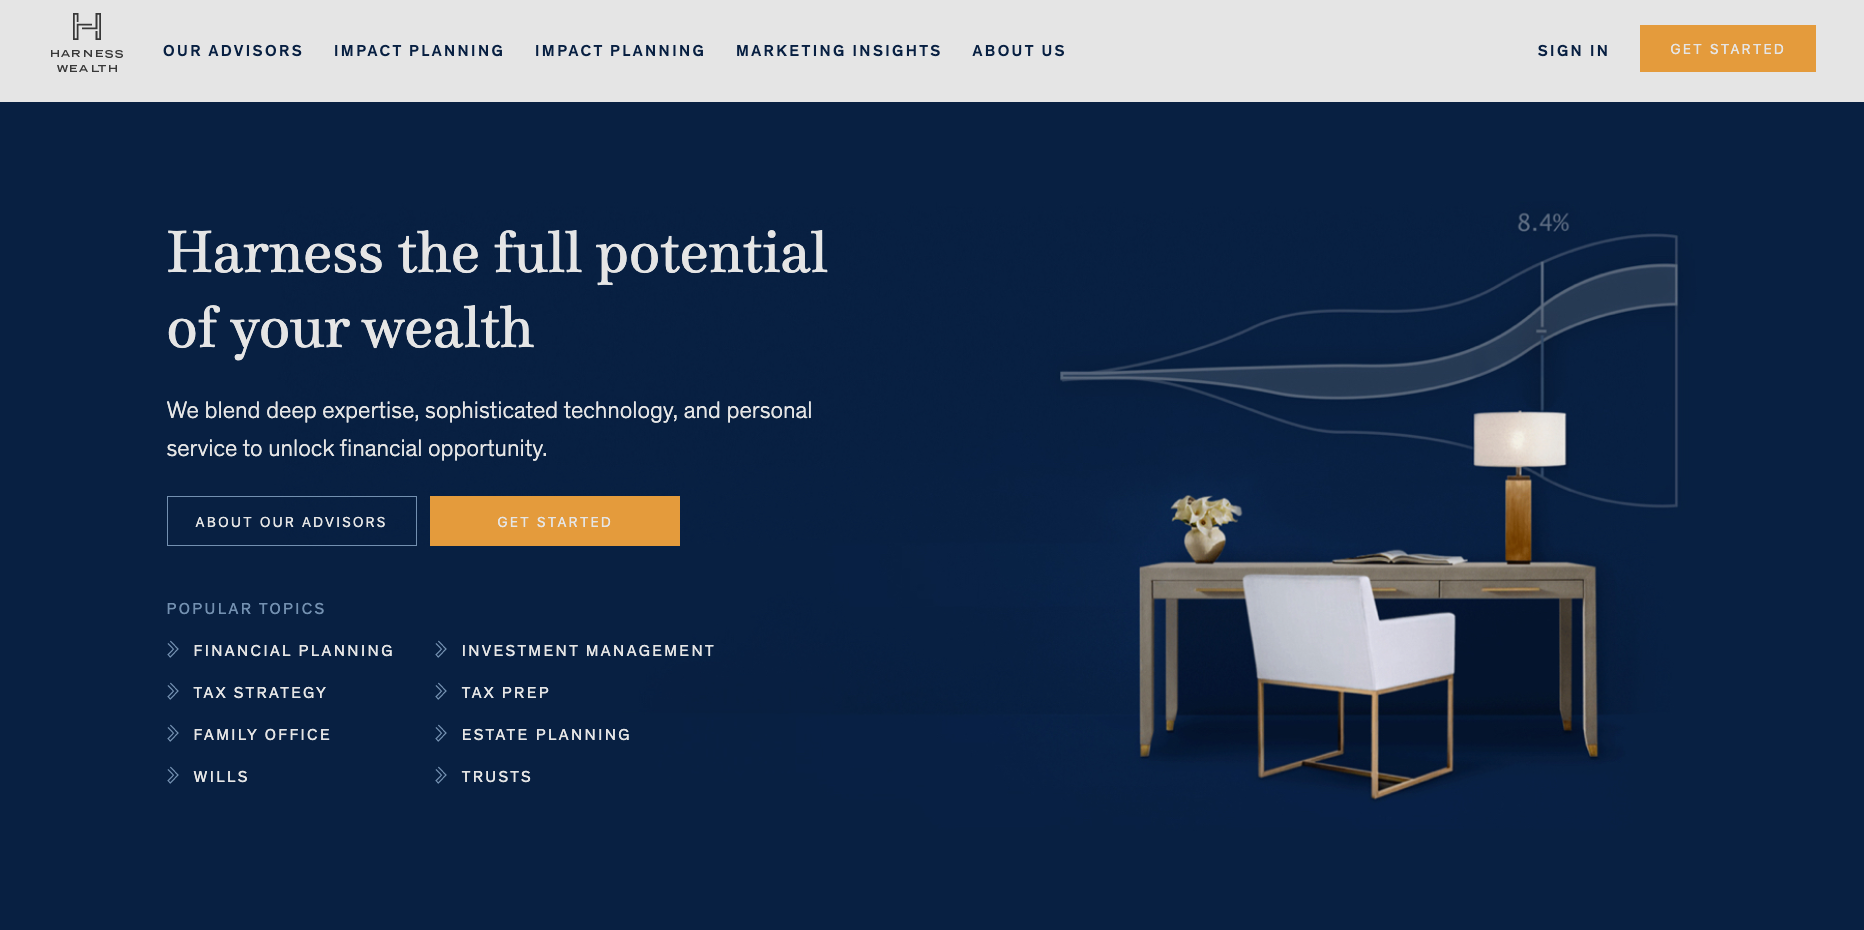 HARNESS
WEALTH
OUR ADVISORS
IMPACT PLANNING
IMPACT PLANNING
MARKETING INSIGHTS
ABOUT US
SIGN IN
GET STARTED
Harness the full potential
of your wealth
We blend deep expertise, sophisticated technology, and personal
service to unlock financial opportunity.
ABOUT OUR ADVISORS
GET STARTED
POPULAR TOPICS
FINANCIAL PLANNING
INVESTMENT MANAGEMENT
TAX STRATEGY
TAX PREP
FAMILY OFFICE
ESTATE PLANNING
WILLS
TRUSTS
8.4%